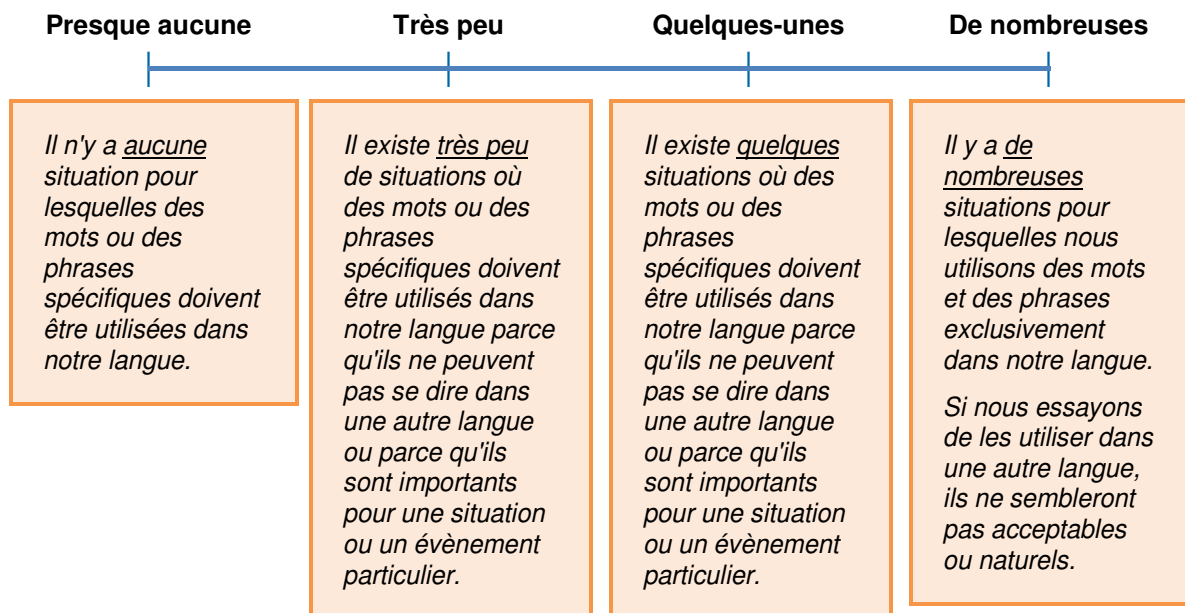 Presque aucune
Très peu
Quelques-unes
De nombreuses
Il n'y a aucune
situation pour
lesquelles des
mots ou des
phrases
spécifiques doivent
être utilisées dans
notre langue.
Il existe très peu
de situations où
des mots ou des
phrases
spécifiques doivent
être utilisés dans
notre langue parce
qu'ils ne peuvent
pas se dire dans
une autre langue
ou parce qu'ils
sont importants
pour une situation
ou un évènement
particulier.
Il existe quelques
situations où des
mots ou des
phrases
spécifiques doivent
être utilisés dans
notre langue parce
qu'ils ne peuvent
pas se dire dans
une autre langue
ou parce qu'ils
sont importants
pour une situation
ou un évènement
particulier.
Il y a de
nombreuses
situations pour
lesquelles nous
utilisons des mots
et des phrases
exclusivement
dans notre langue.
Si nous essayons
de les utiliser dans
une autre langue,
ils ne sembleront
pas acceptables
ou naturels.